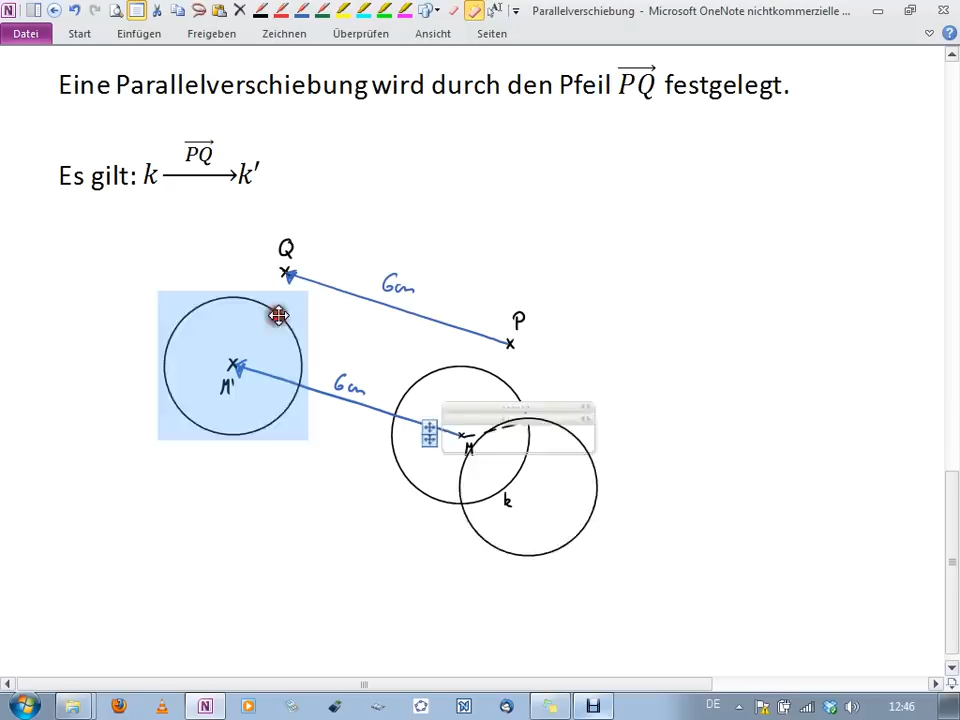 Parallelverschiebung - Microsoft OneNote nichtkommerzielle ...
Datei Start Einfügen Freigeben Zeichnen Überprüfen Ansicht Seiten
Eine Parallelverschiebung wird durch den Pfeil PQ festgelegt.
PQ
Es gilt: k k'
Q
6cm
P
M'
6cm
M
k
DE 12:46